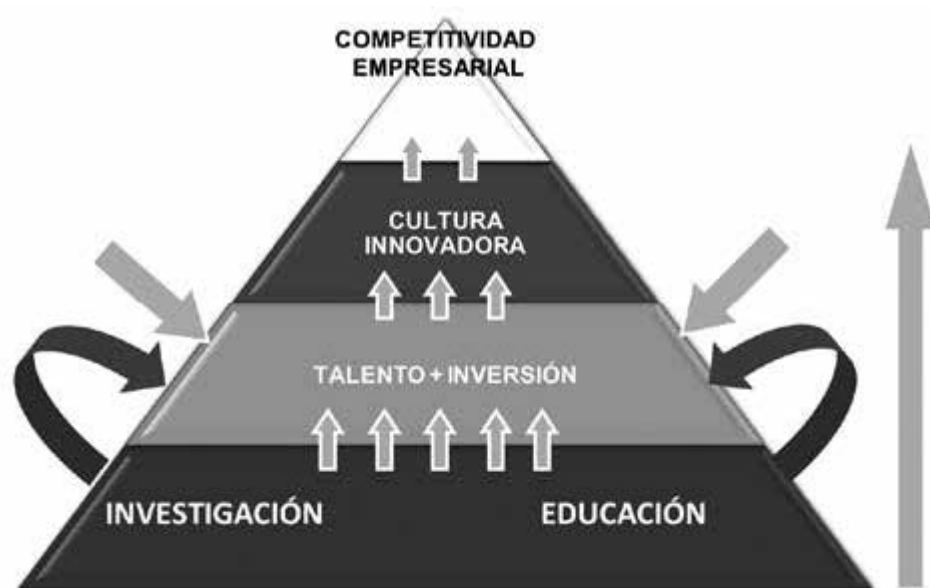 COMPETITIVIDAD
EMPRESARIAL
CULTURA
INNOVADORA
TALENTO + INVERSIÓN
INVESTIGACIÓN
EDUCACIÓN